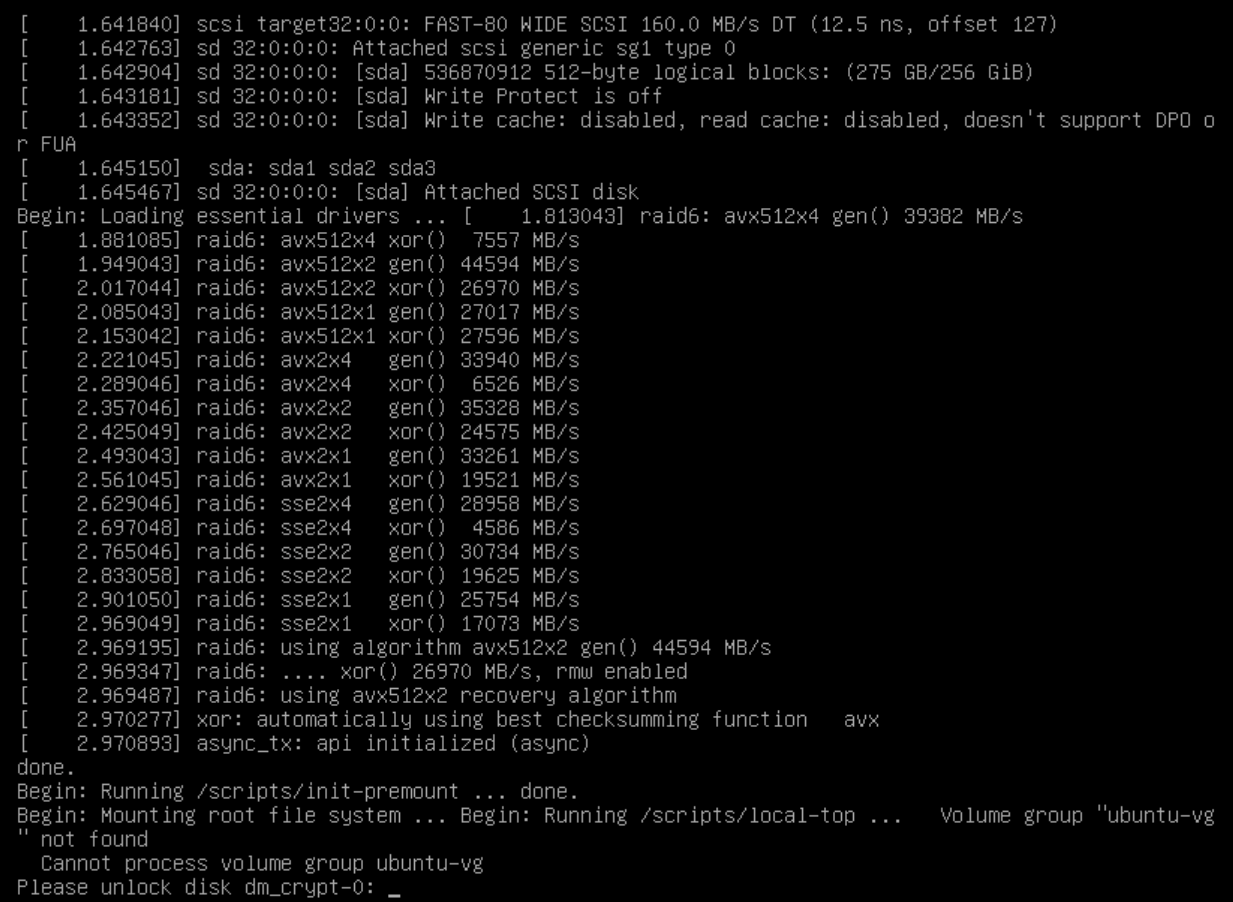 [    1.641840] scsi target32:0:0: FAST-80 WIDE SCSI 160.0 MB/s DT (12.5 ns, offset 127)
[    1.642763] sd 32:0:0:0: Attached scsi generic sg1 type 0
[    1.642904] sd 32:0:0:0: [sda] 536870912 512-byte logical blocks: (275 GB/256 GiB)
[    1.643181] sd 32:0:0:0: [sda] Write Protect is off
[    1.643352] sd 32:0:0:0: [sda] Write cache: disabled, read cache: disabled, doesn't support DPO o
r FUA
[    1.645150]  sda: sda1 sda2 sda3
[    1.645467] sd 32:0:0:0: [sda] Attached SCSI disk
Begin: Loading essential drivers ... [    1.813043] raid6: avx512x4 gen() 39382 MB/s
[    1.881085] raid6: avx512x4 xor()  7557 MB/s
[    1.949043] raid6: avx512x2 gen() 44594 MB/s
[    2.017044] raid6: avx512x2 xor() 26970 MB/s
[    2.085043] raid6: avx512x1 gen() 27017 MB/s
[    2.153042] raid6: avx512x1 xor() 27596 MB/s
[    2.221045] raid6: avx2x4   gen() 33940 MB/s
[    2.289046] raid6: avx2x4   xor()  6526 MB/s
[    2.357046] raid6: avx2x2   gen() 35328 MB/s
[    2.425049] raid6: avx2x2   xor() 24575 MB/s
[    2.493043] raid6: avx2x1   gen() 33261 MB/s
[    2.561045] raid6: avx2x1   xor() 19521 MB/s
[    2.629046] raid6: sse2x4   gen() 28958 MB/s
[    2.697048] raid6: sse2x4   xor()  4586 MB/s
[    2.765046] raid6: sse2x2   gen() 30734 MB/s
[    2.833058] raid6: sse2x2   xor() 19625 MB/s
[    2.901050] raid6: sse2x1   gen() 25754 MB/s
[    2.969049] raid6: sse2x1   xor() 17073 MB/s
[    2.969195] raid6: using algorithm avx512x2 gen() 44594 MB/s
[    2.969347] raid6: .... xor() 26970 MB/s, rmw enabled
[    2.969487] raid6: using avx512x2 recovery algorithm
[    2.970277] xor: automatically using best checksumming function   avx
[    2.970893] async_tx: api initialized (async)
done.
Begin: Running /scripts/init-premount ... done.
Begin: Mounting root file system ... Begin: Running /scripts/local-top ...   Volume group "ubuntu-vg
" not found
  Cannot process volume group ubuntu-vg
Please unlock disk dm_crypt-0: _